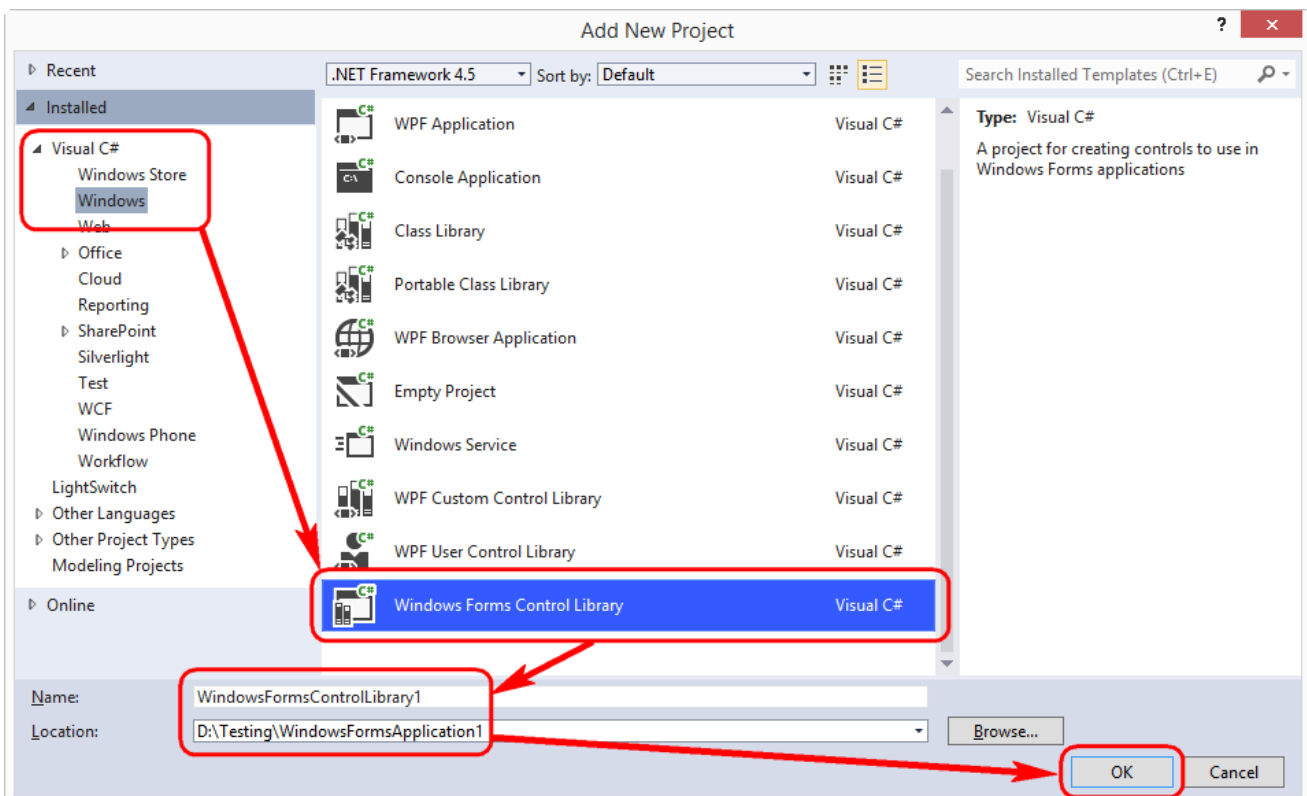 Add New Project
?
Recent
.NET Framework 4.5 Sort by: Default
Search Installed Templates (Ctrl+E)
Installed
Visual C#
Windows Store
Windows
Web
Office
Cloud
Reporting
SharePoint
Silverlight
Test
WCF
Windows Phone
Workflow
LightSwitch
Other Languages
Other Project Types
Modeling Projects
Online
WPF Application Visual C#
Console Application Visual C#
Class Library Visual C#
Portable Class Library Visual C#
WPF Browser Application Visual C#
Empty Project Visual C#
Windows Service Visual C#
WPF Custom Control Library Visual C#
WPF User Control Library Visual C#
Windows Forms Control Library Visual C#
Type: Visual C#
A project for creating controls to use in
Windows Forms applications
Name: WindowsFormsControlLibrary1
Location: D:\Testing\WindowsFormsApplication1 Browse...
OK Cancel